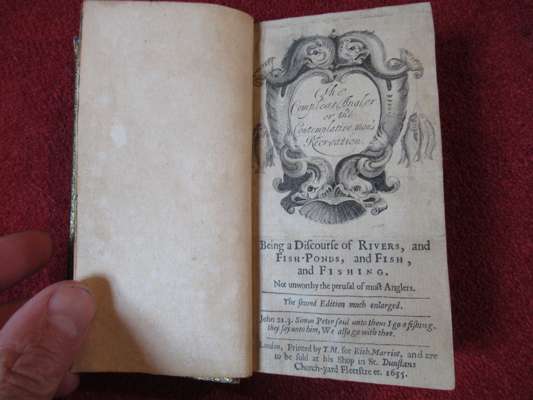 The
Compleat Angler
or the
Contemplative man's
Recreation
Being a Discourse of RIVERS, and
FISH-PONDS, and FISH,
and FISHING.
Not unworthy the perusal of most Anglers.
The second Edition much enlarged.
John 21.3. Simon Peter said unto them I go a fishing.
they say unto him, We also go with thee.
London, Printed by T.M. for Rich. Marriot, and are
to be sold at his Shop in St. Dunstans
Church-yard Fleetstreet. 1655.